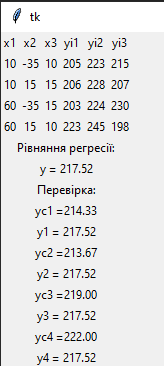 tk
x1 x2 x3 yi1 yi2 yi3
10 -35 10 205 223 215
10 15 15 206 228 207
60 -35 15 203 224 230
60 15 10 223 245 198
Рівняння регресії:
y = 217.52
Перевірка:
yc1 =214.33
y1 = 217.52
yc2 =213.67
y2 = 217.52
yc3 =219.00
y3 = 217.52
yc4 =222.00
y4 = 217.52